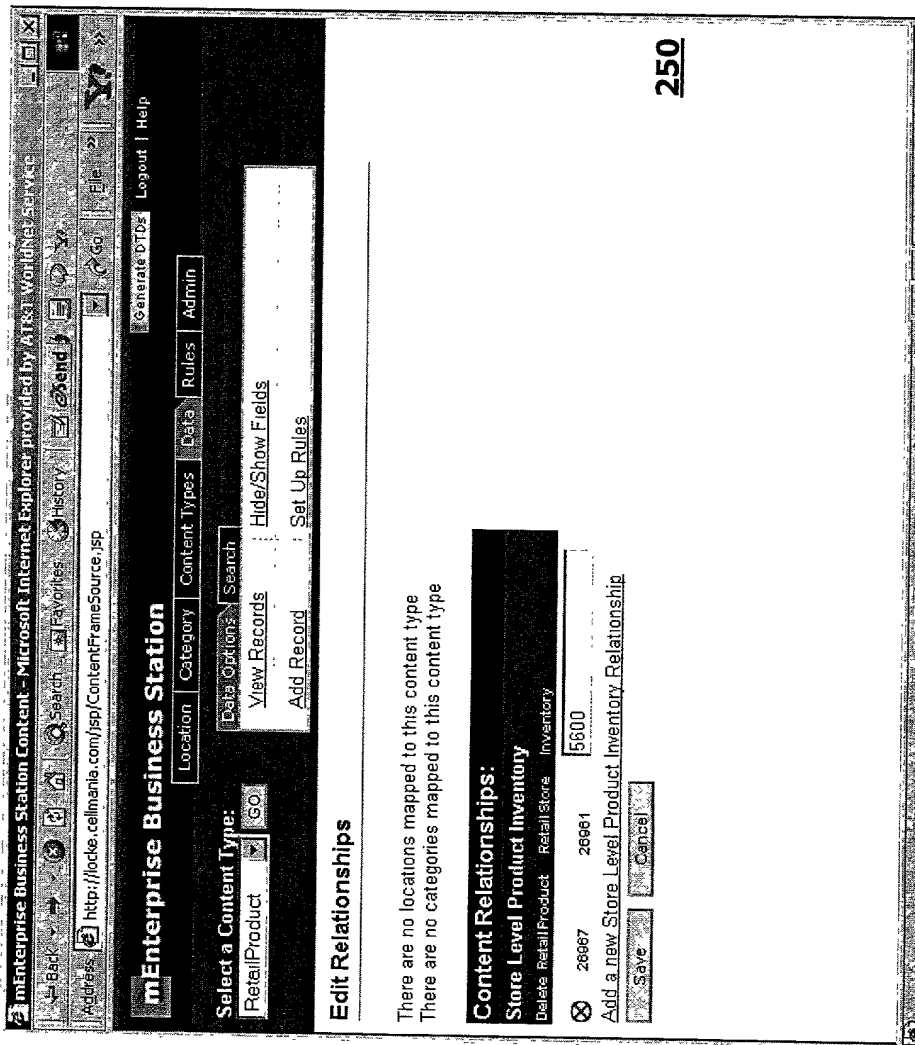 mEnterprise Business Station Content - Microsoft Internet Explorer provided by AT&T WorldNet Service
Back Search Favorites History Send
Address http://locke.cellmania.com/jsp/ContentFrameSource.jsp Go File » Y! »
mEnterprise Business Station
Generate DTDs Logout | Help
Location Category Content Types Data Rules Admin
Select a Content Type:
RetailProduct GO
Data Options Search
View Records Hide/Show Fields
Add Record Set Up Rules
Edit Relationships
There are no locations mapped to this content type
There are no categories mapped to this content type
Content Relationships:
Store Level Product Inventory
Delete Retail Product Retail Store Inventory
26967 26961 5600
Add a new Store Level Product Inventory Relationship
Save Cancel
250